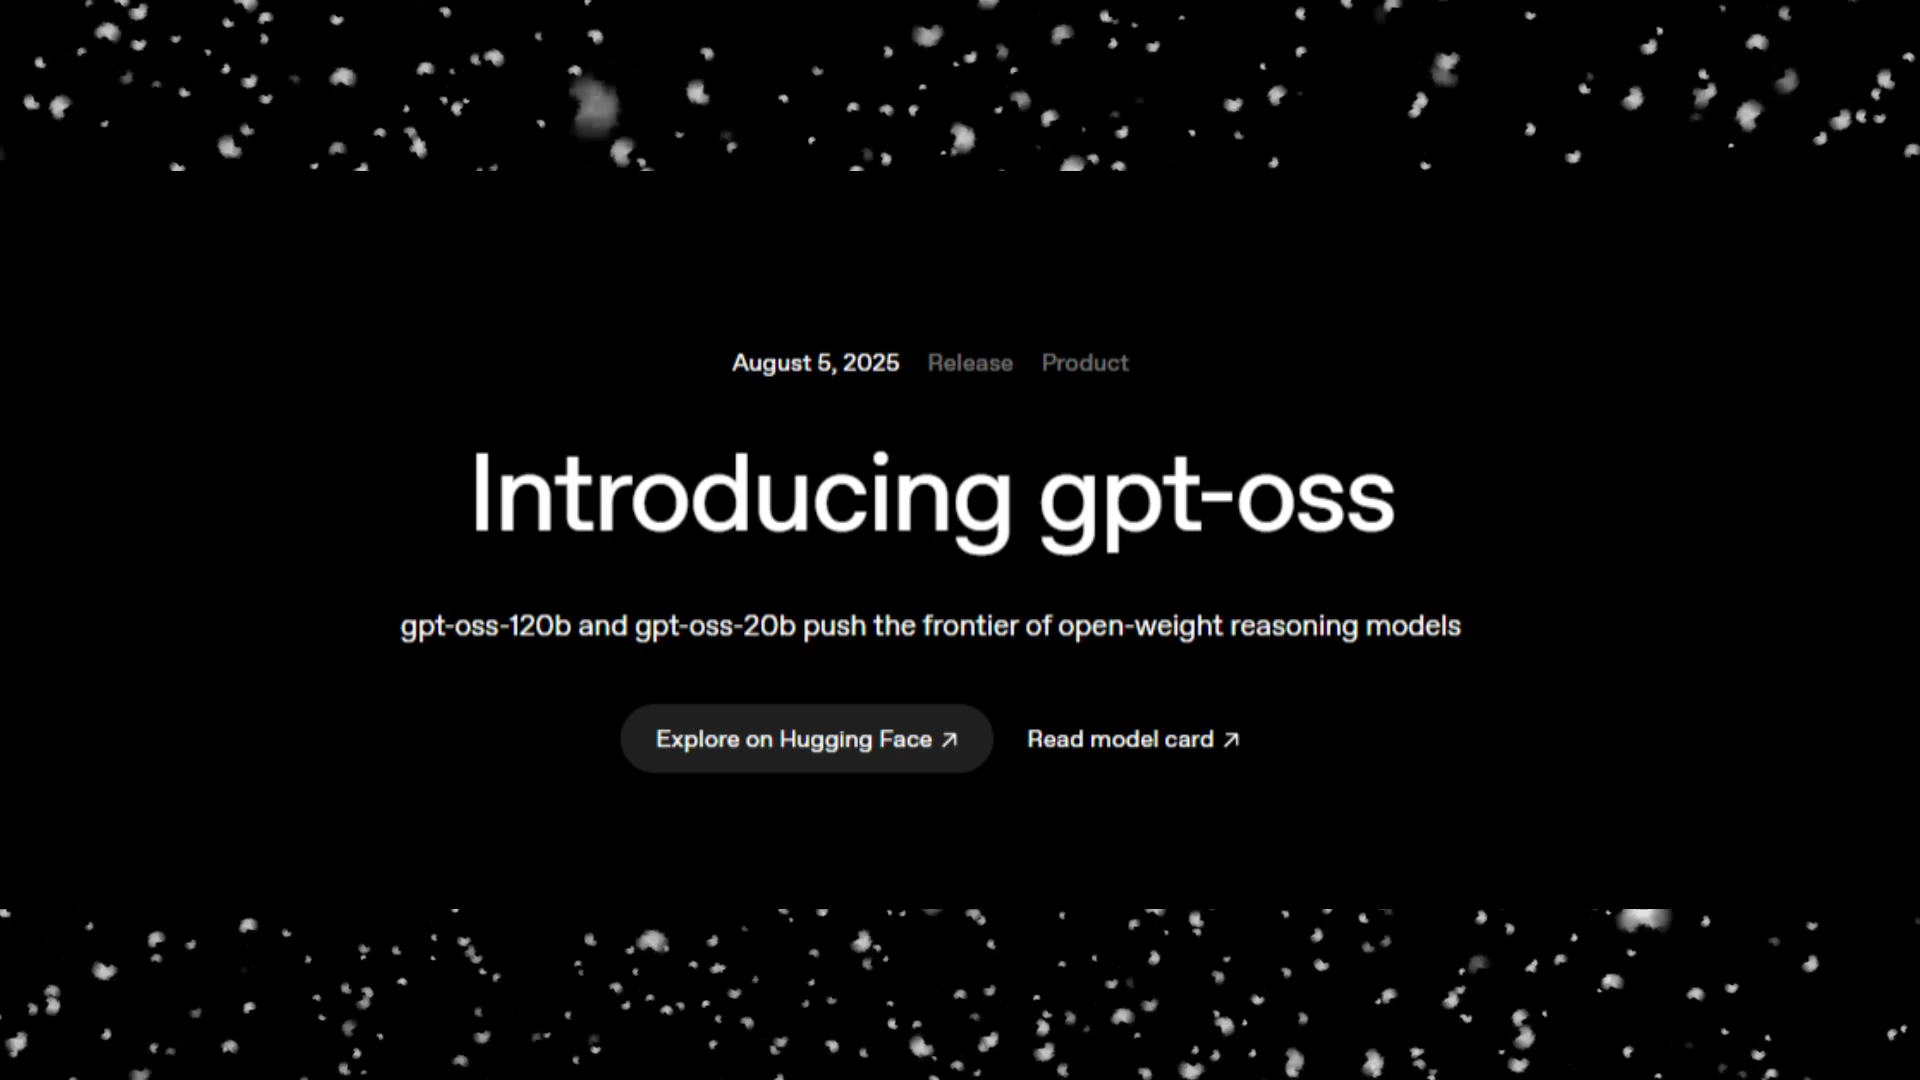 August 5, 2025 Release Product
Introducing gpt-oss
gpt-oss-120b and gpt-oss-20b push the frontier of open-weight reasoning models
Explore on Hugging Face ↗ Read model card ↗